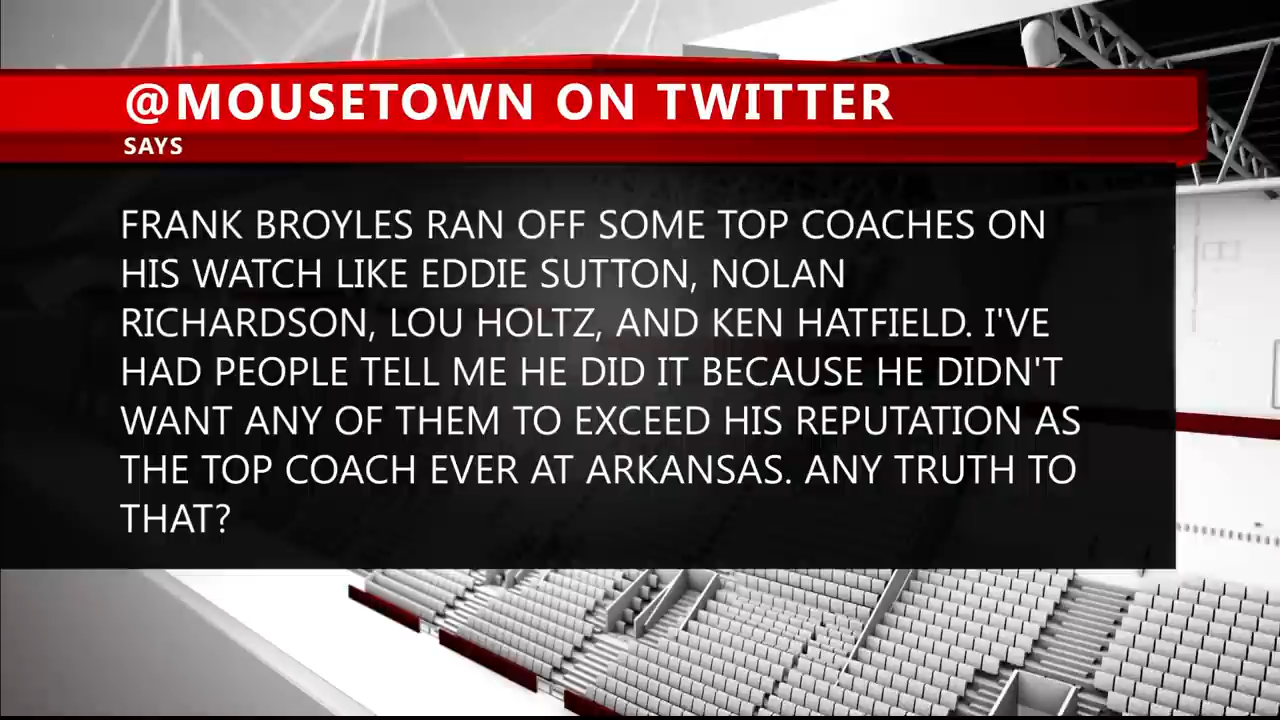 @MOUSETOWN ON TWITTER
SAYS
FRANK BROYLES RAN OFF SOME TOP COACHES ON
HIS WATCH LIKE EDDIE SUTTON, NOLAN
RICHARDSON, LOU HOLTZ, AND KEN HATFIELD. I'VE
HAD PEOPLE TELL ME HE DID IT BECAUSE HE DIDN'T
WANT ANY OF THEM TO EXCEED HIS REPUTATION AS
THE TOP COACH EVER AT ARKANSAS. ANY TRUTH TO
THAT?